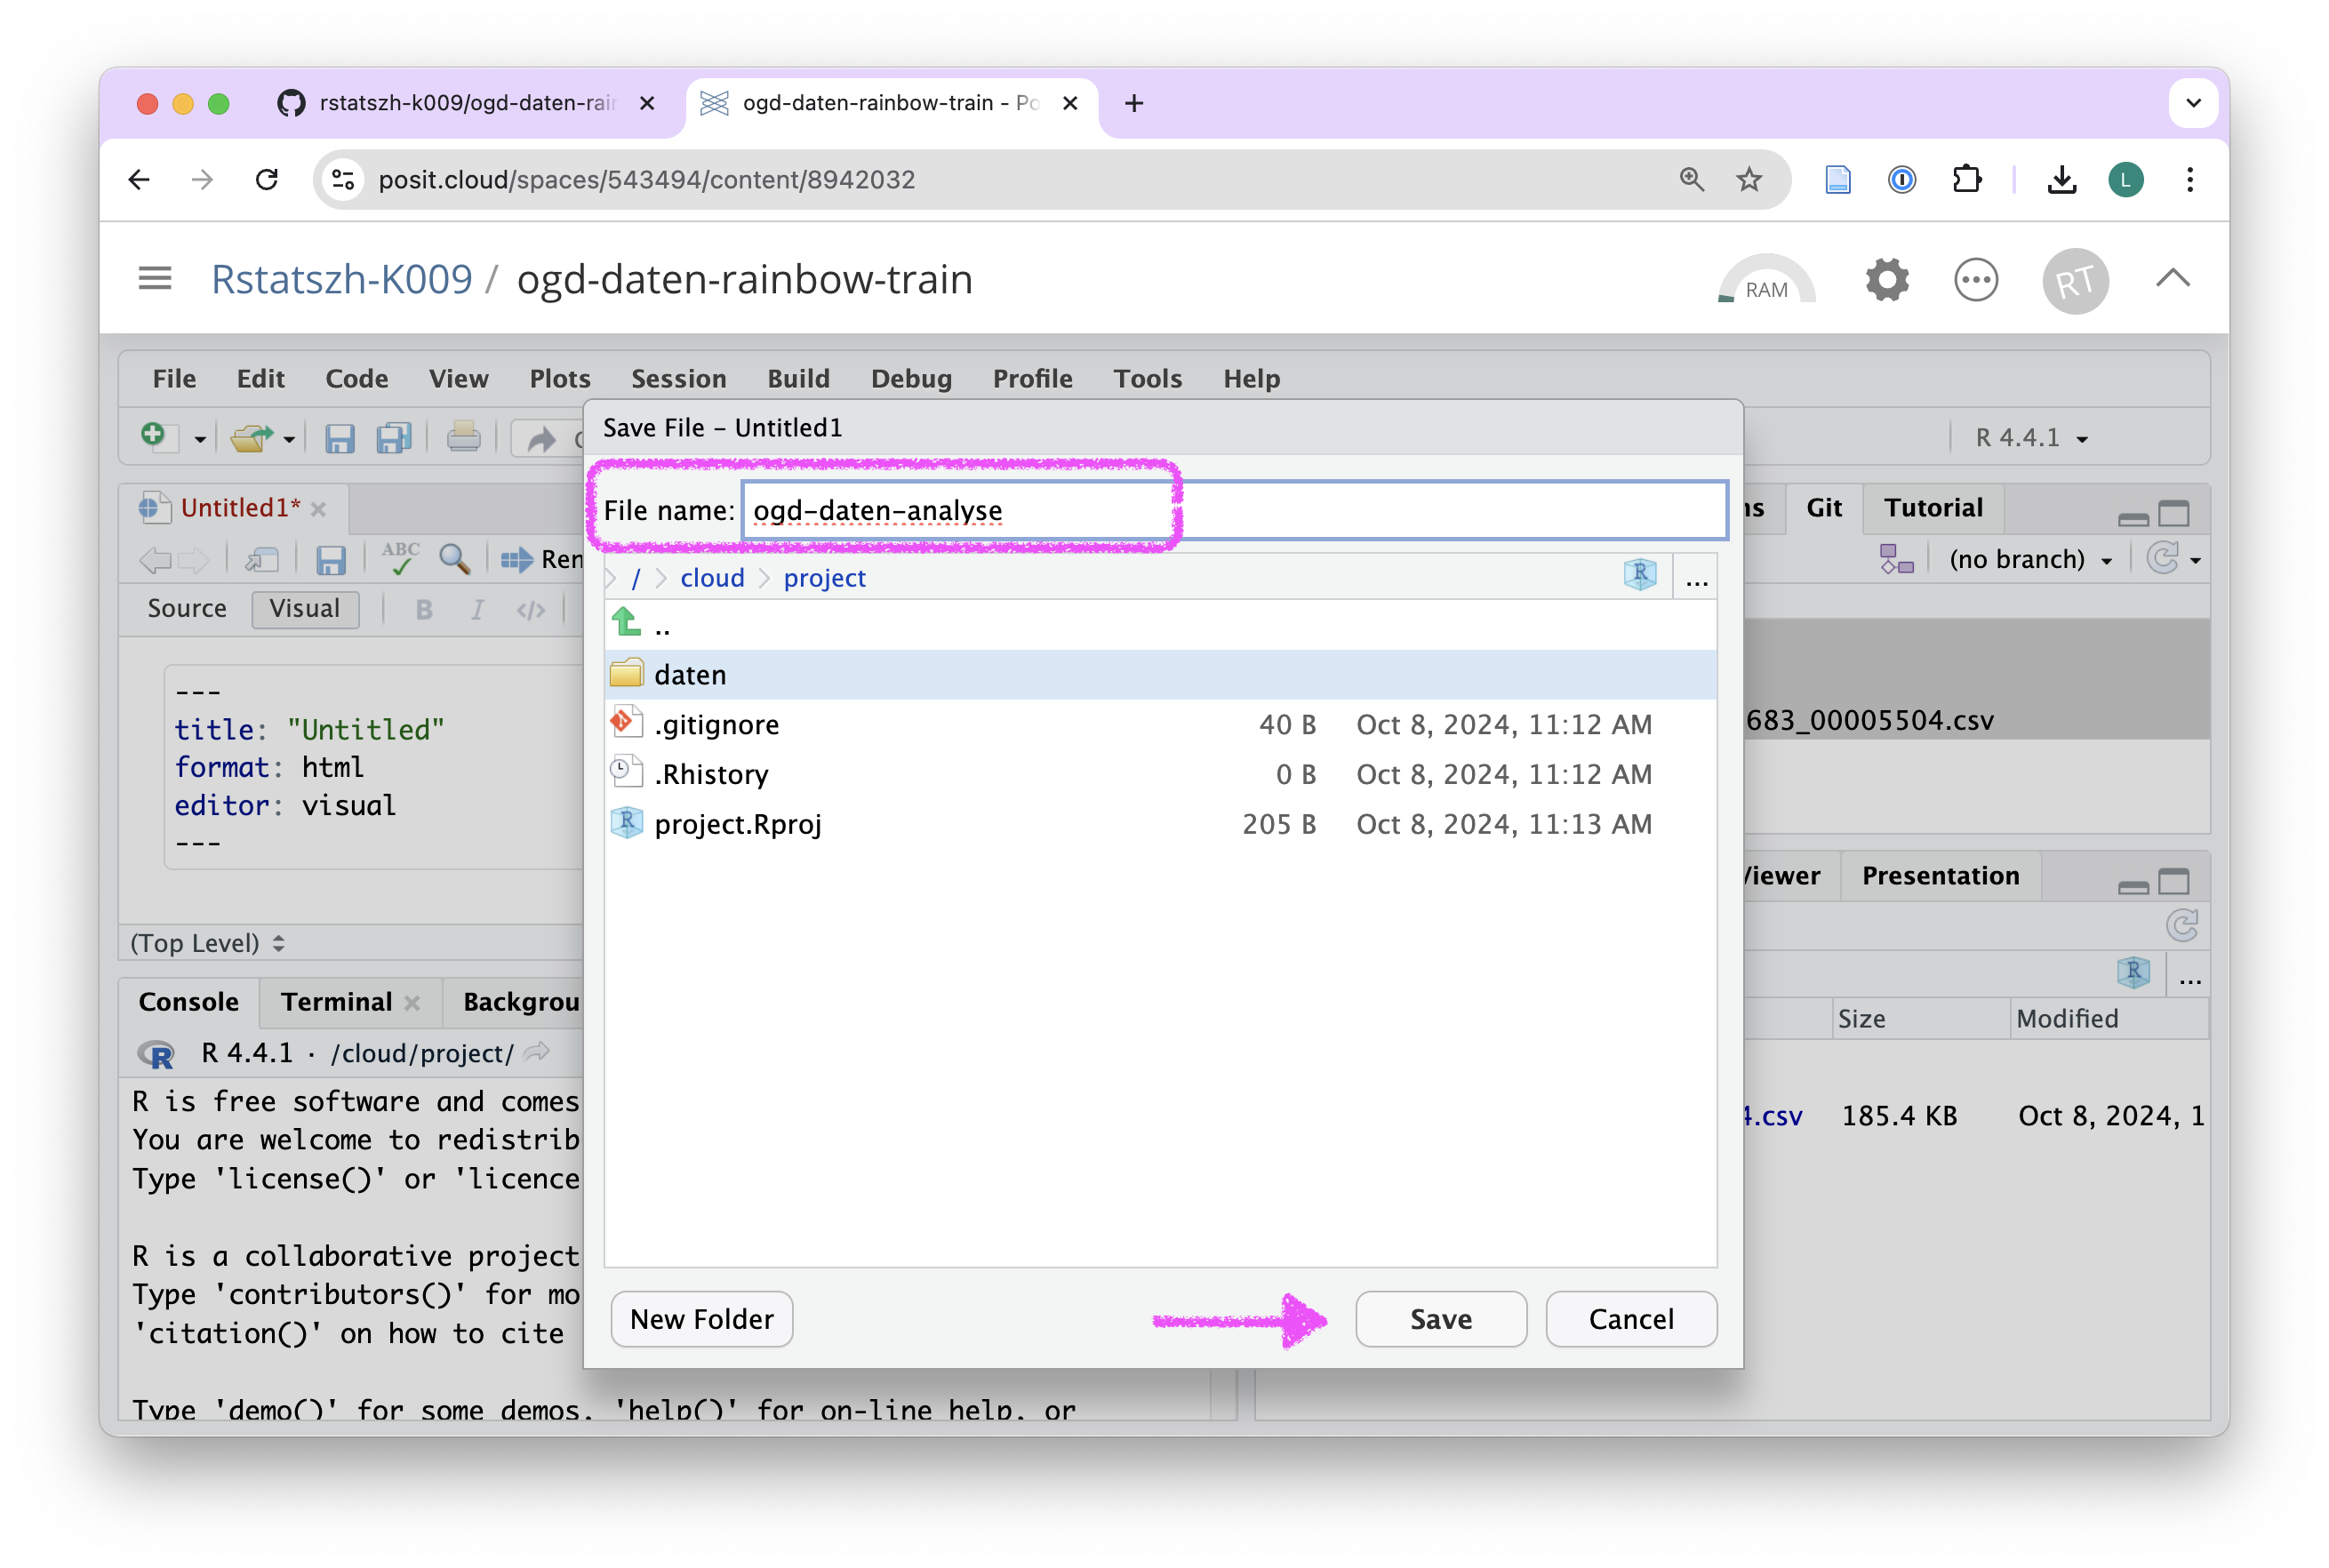 rstatszh-k009/ogd-daten-rain
ogd-daten-rainbow-train - Po
posit.cloud/spaces/543494/content/8942032
L
Rstatszh-K009 / ogd-daten-rainbow-train
RAM
RT
File Edit Code View Plots Session Build Debug Profile Tools Help
R 4.4.1
Save File – Untitled1
File name: ogd-daten-analyse
/ cloud project
R
...
..
daten
.gitignore 40 B Oct 8, 2024, 11:12 AM
.Rhistory 0 B Oct 8, 2024, 11:12 AM
project.Rproj 205 B Oct 8, 2024, 11:13 AM
New Folder
Save
Cancel
Untitled1*
ABC
Ren
Source Visual B I </>
---
title: "Untitled"
format: html
editor: visual
---
(Top Level)
Console Terminal Backgrou
R 4.4.1 · /cloud/project/
R is free software and comes
You are welcome to redistrib
Type 'license()' or 'licence
R is a collaborative project
Type 'contributors()' for mo
'citation()' on how to cite
Type 'demo()' for some demos, 'help()' for on-line help, or
Git Tutorial
(no branch)
683_00005504.csv
Viewer Presentation
R
...
Size Modified
4.csv 185.4 KB Oct 8, 2024, 1